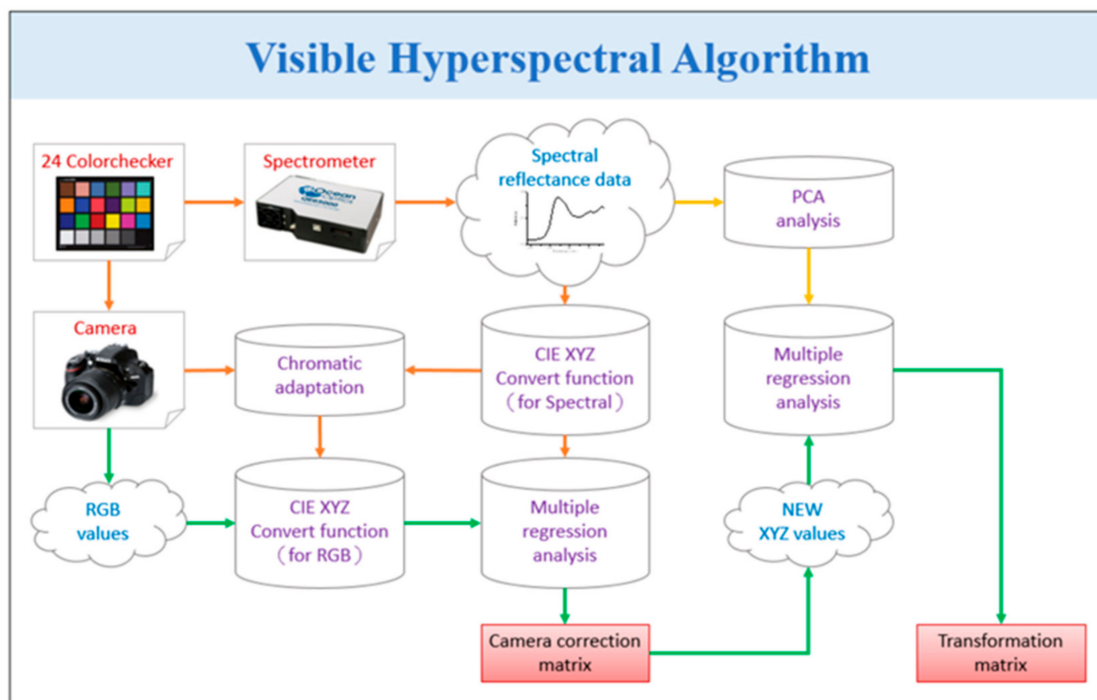 Visible Hyperspectral Algorithm
24 Colorchecker
Spectrometer
Ocean
Optics
Spectral
reflectance data
PCA
analysis
Camera
Chromatic
adaptation
CIE XYZ
Convert function
（for Spectral）
Multiple
regression
analysis
RGB
values
CIE XYZ
Convert function
（for RGB）
Multiple
regression
analysis
NEW
XYZ values
Camera correction
matrix
Transformation
matrix